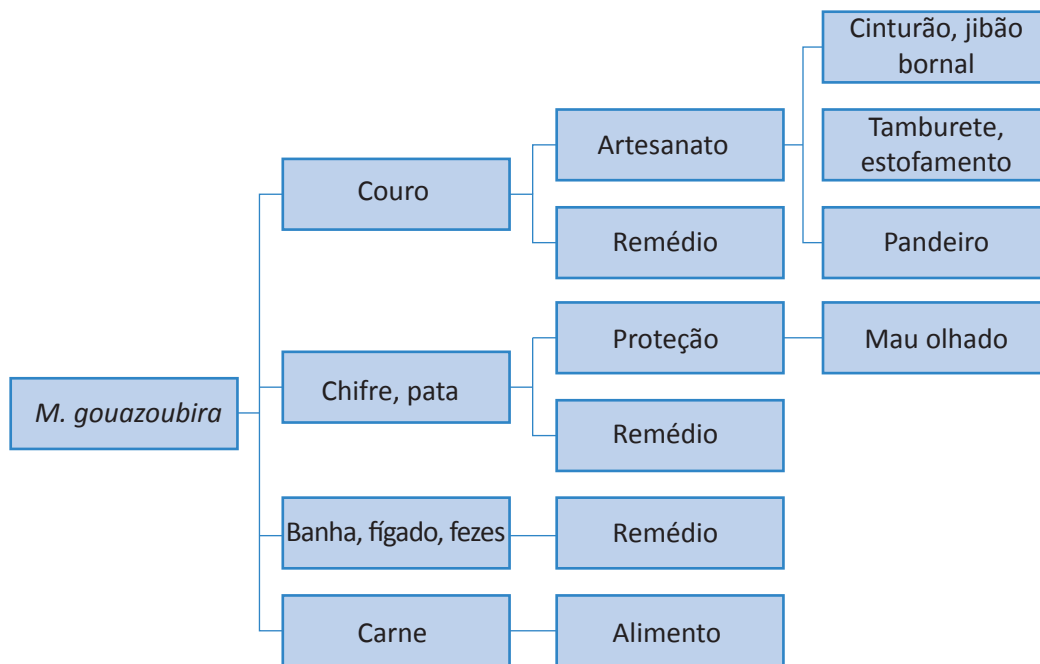 M. gouazoubira
Couro
Artesanato
Cinturão, jibão
bornal
Tamburete,
estofamento
Pandeiro
Remédio
Chifre, pata
Proteção
Mau olhado
Remédio
Banha, fígado, fezes
Remédio
Carne
Alimento